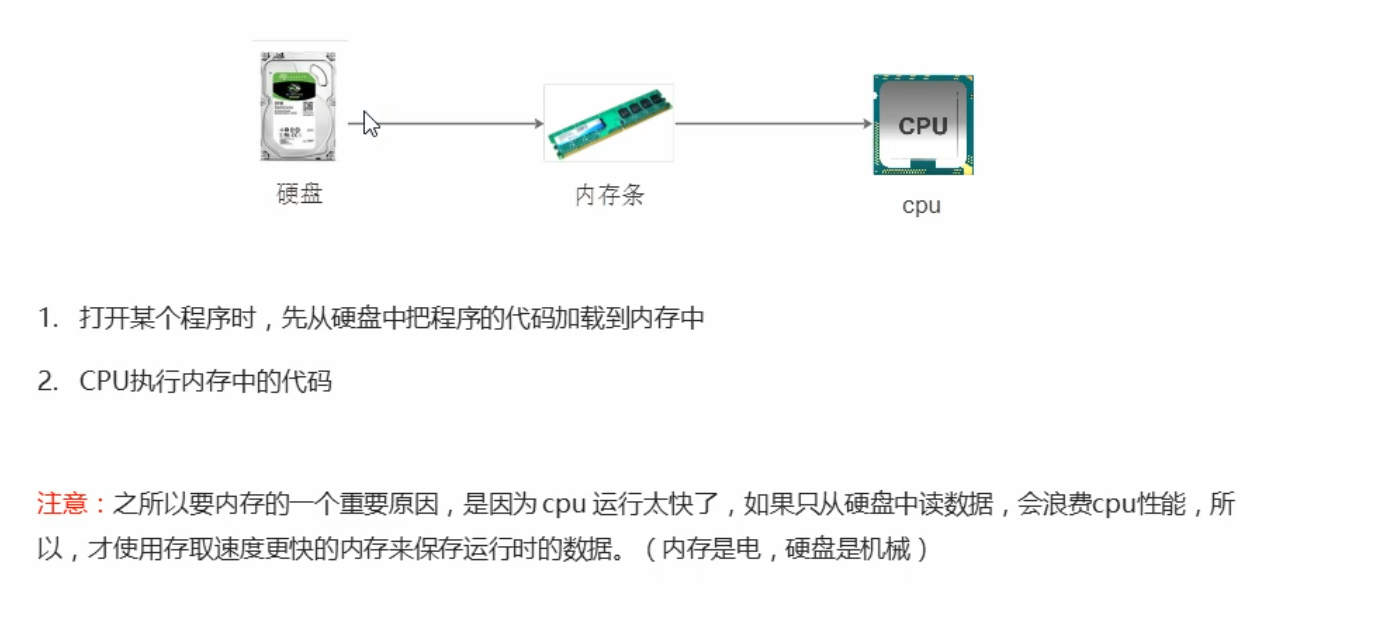 CPU
硬盘
内存条
cpu
1. 打开某个程序时，先从硬盘中把程序的代码加载到内存中
2. CPU执行内存中的代码
注意：之所以要内存的一个重要原因，是因为 cpu 运行太快了，如果只从硬盘中读数据，会浪费cpu性能，所
以，才使用存取速度更快的内存来保存运行时的数据。（内存是电，硬盘是机械）